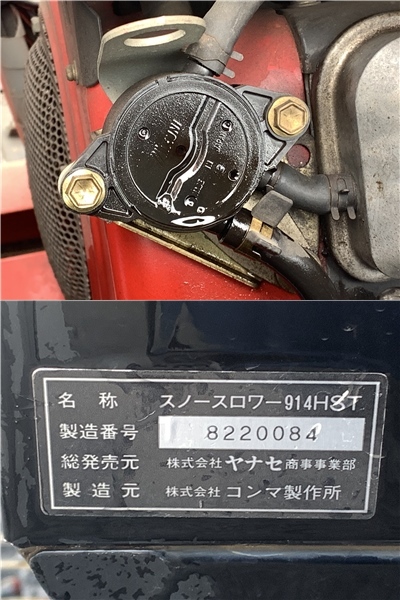 名称 スノースロワー914HST
製造番号 8220084
総発売元 株式会社 ヤナセ商事事業部
製造元 株式会社 コンマ製作所